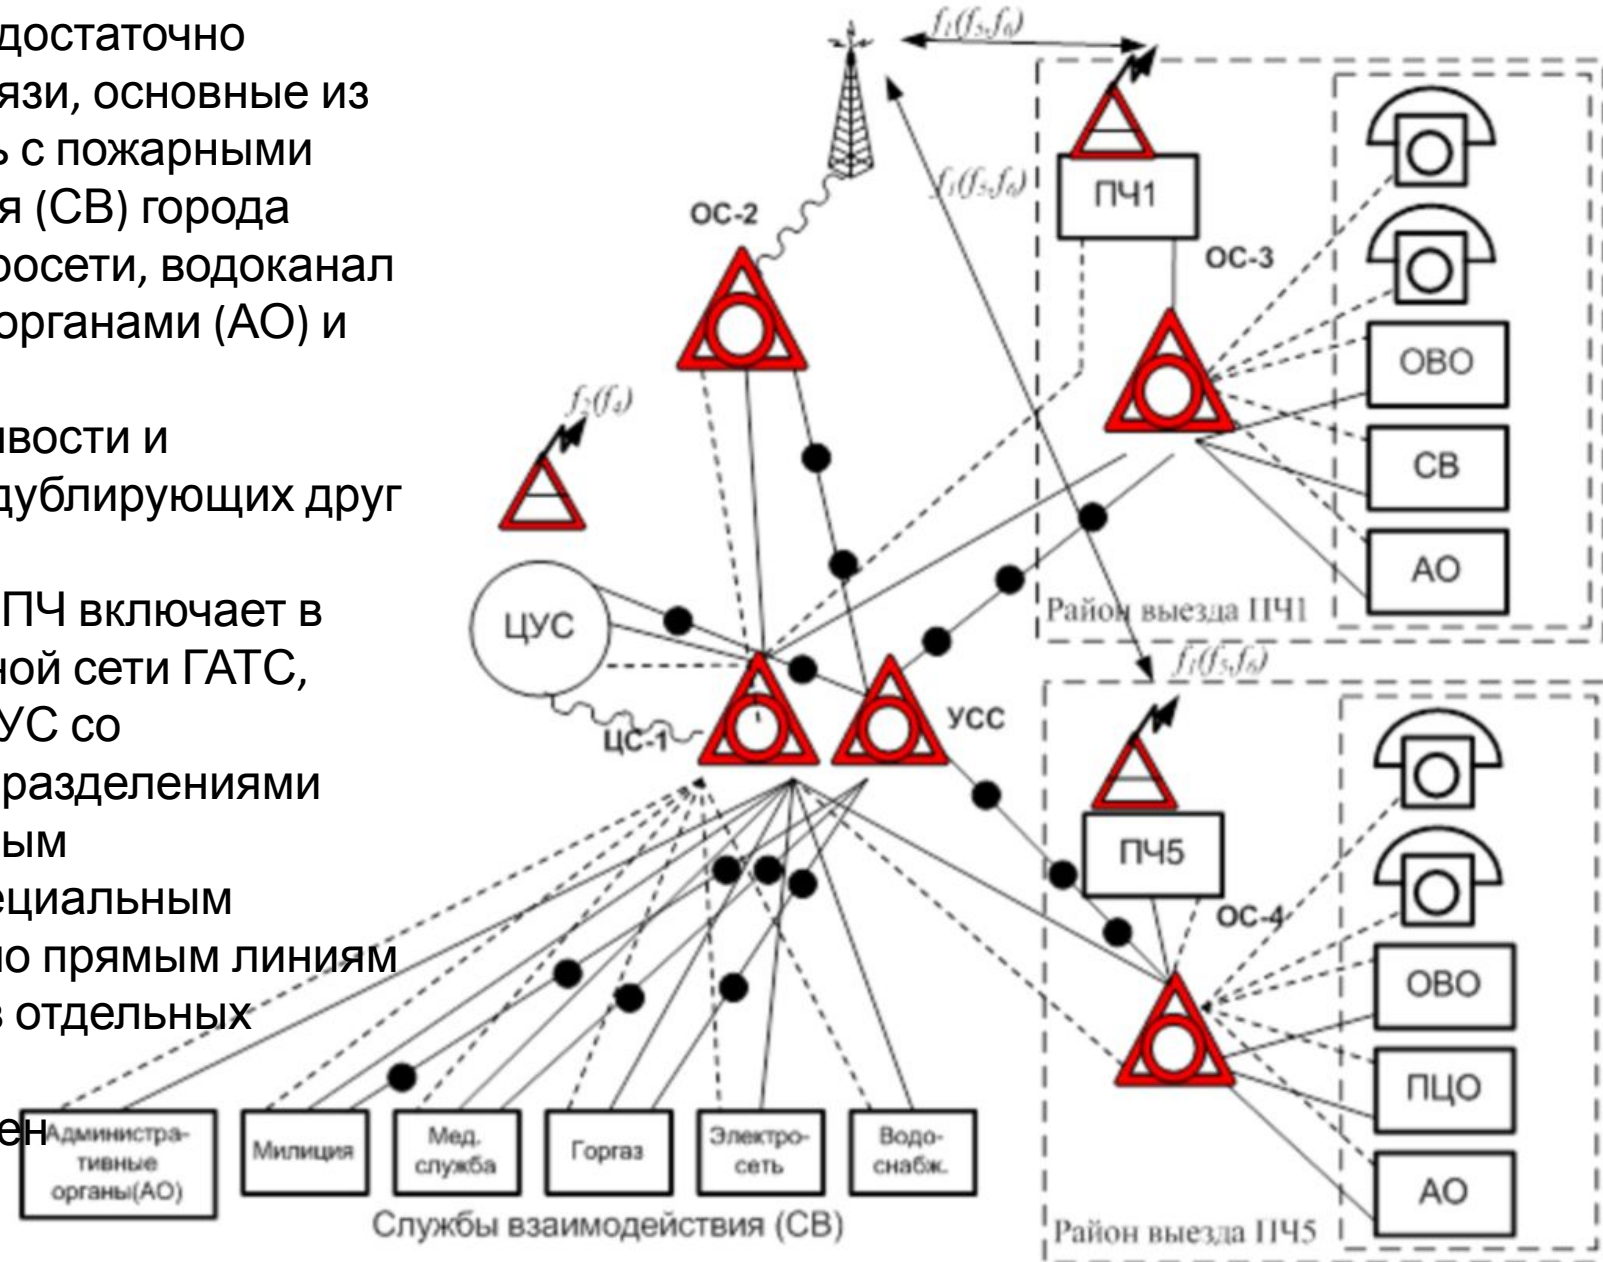 достаточно
язи, основные из
ь с пожарными
я (СВ) города
росети, водоканал
органами (АО) и
ивости и
дублирующих друг
ПЧ включает в
ной сети ГАТС,
УС со
разделениями
ым
ециальным
о прямым линиям
в отдельных
ен
f₁(f₅,f₆)
f₁(f₅,f₆)
ПЧ1
ОС-2
ОС-3
ОВО
СВ
АО
Район выезда ПЧ1
f₂(f₄)
ЦУС
ЦС-1
УСС
f₁(f₅,f₆)
ПЧ5
ОС-4
ОВО
ПЦО
АО
Район выезда ПЧ5
Администра-
тивные
органы(АО)
Милиция
Мед.
служба
Горгаз
Электро-
сеть
Водо-
снабж.
Службы взаимодействия (СВ)